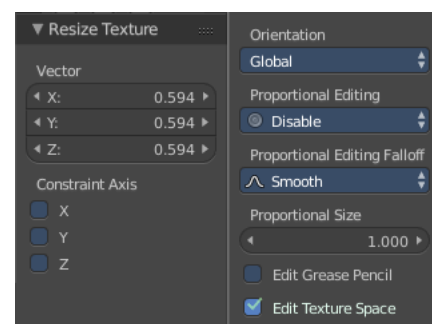 Resize Texture
Vector
X: 0.594
Y: 0.594
Z: 0.594
Constraint Axis
X
Y
Z
Orientation
Global
Proportional Editing
Disable
Proportional Editing Falloff
Smooth
Proportional Size
1.000
Edit Grease Pencil
Edit Texture Space